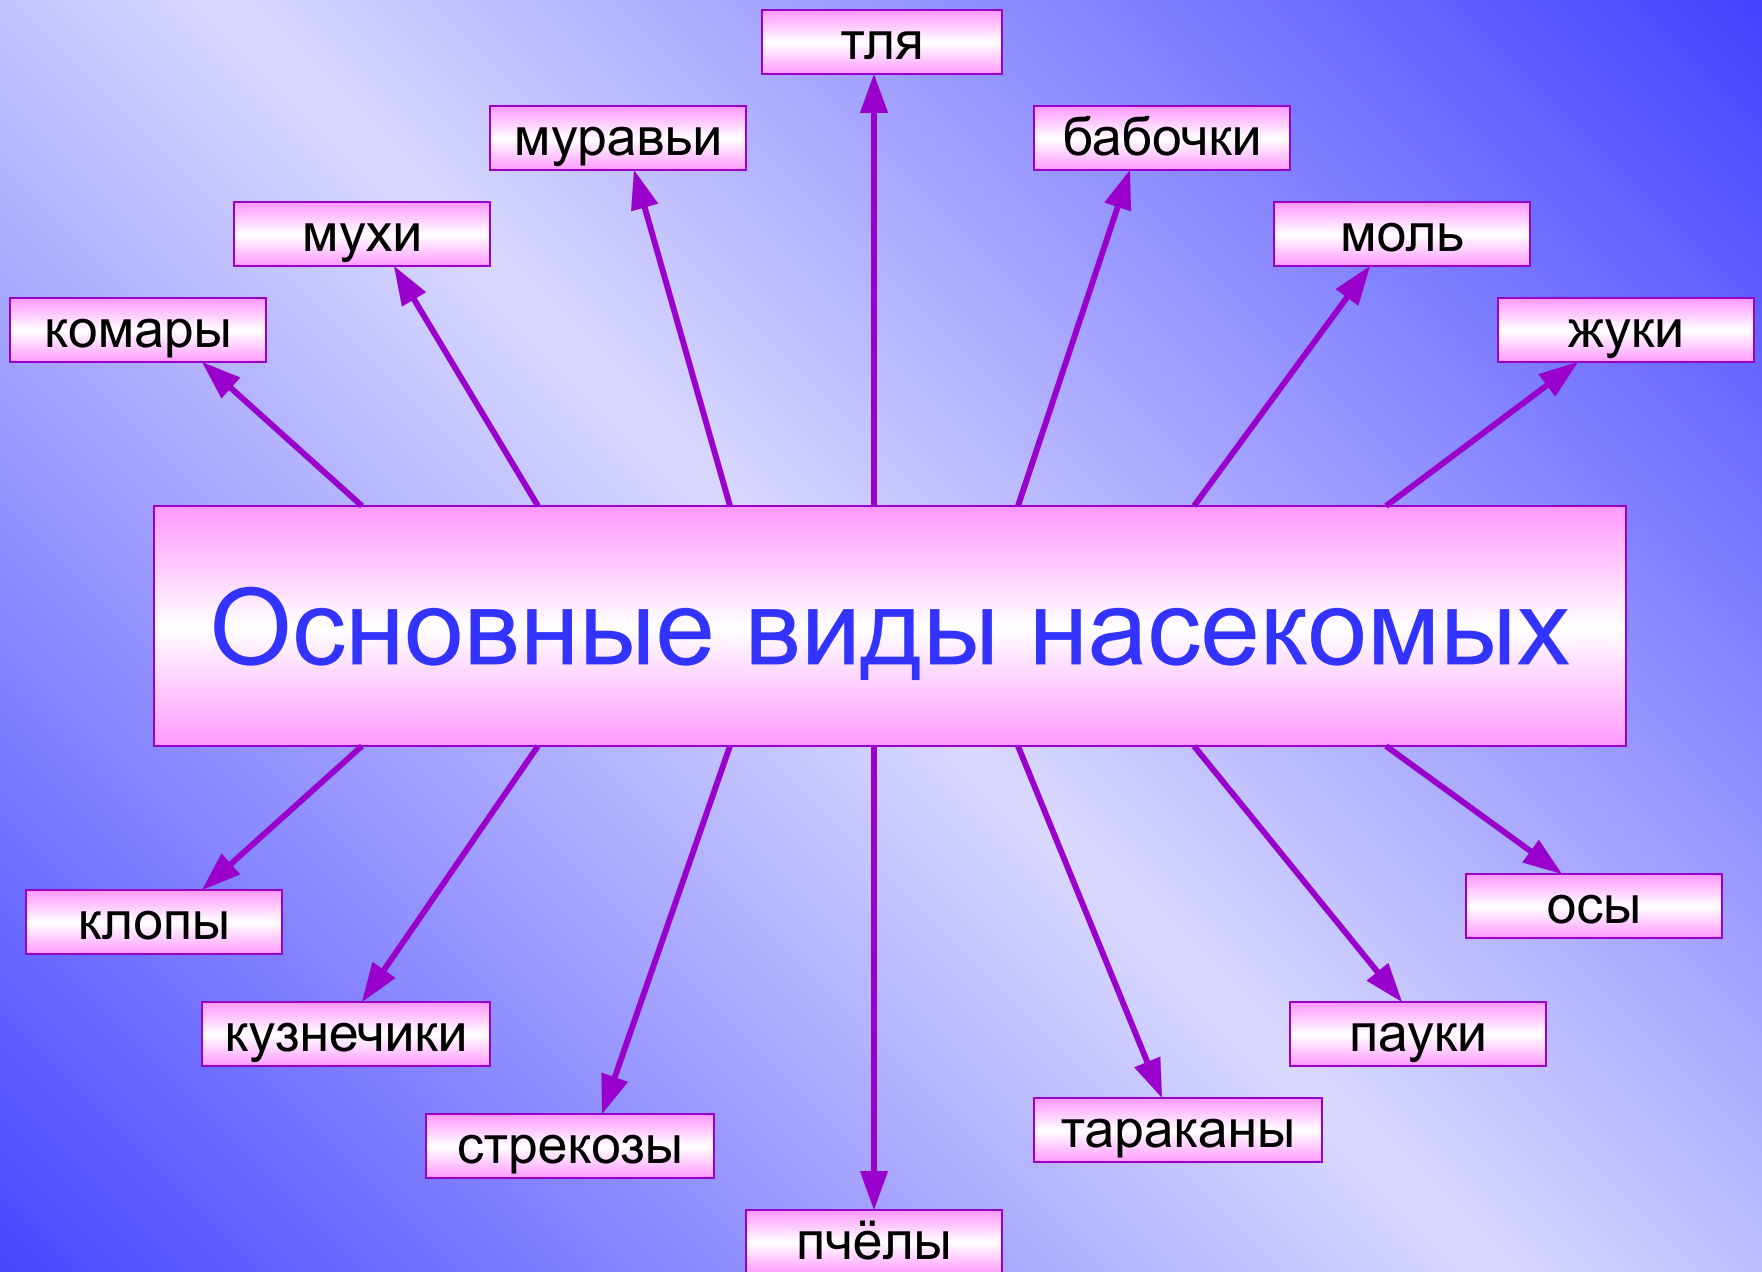 тля
муравьи
бабочки
мухи
моль
комары
жуки
Основные виды насекомых
клопы
осы
кузнечики
пауки
стрекозы
тараканы
пчёлы